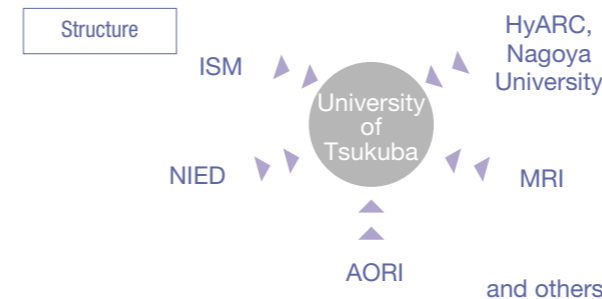 Structure
ISM
HyARC,
Nagoya
University
University
of
Tsukuba
NIED
MRI
AORI
and others